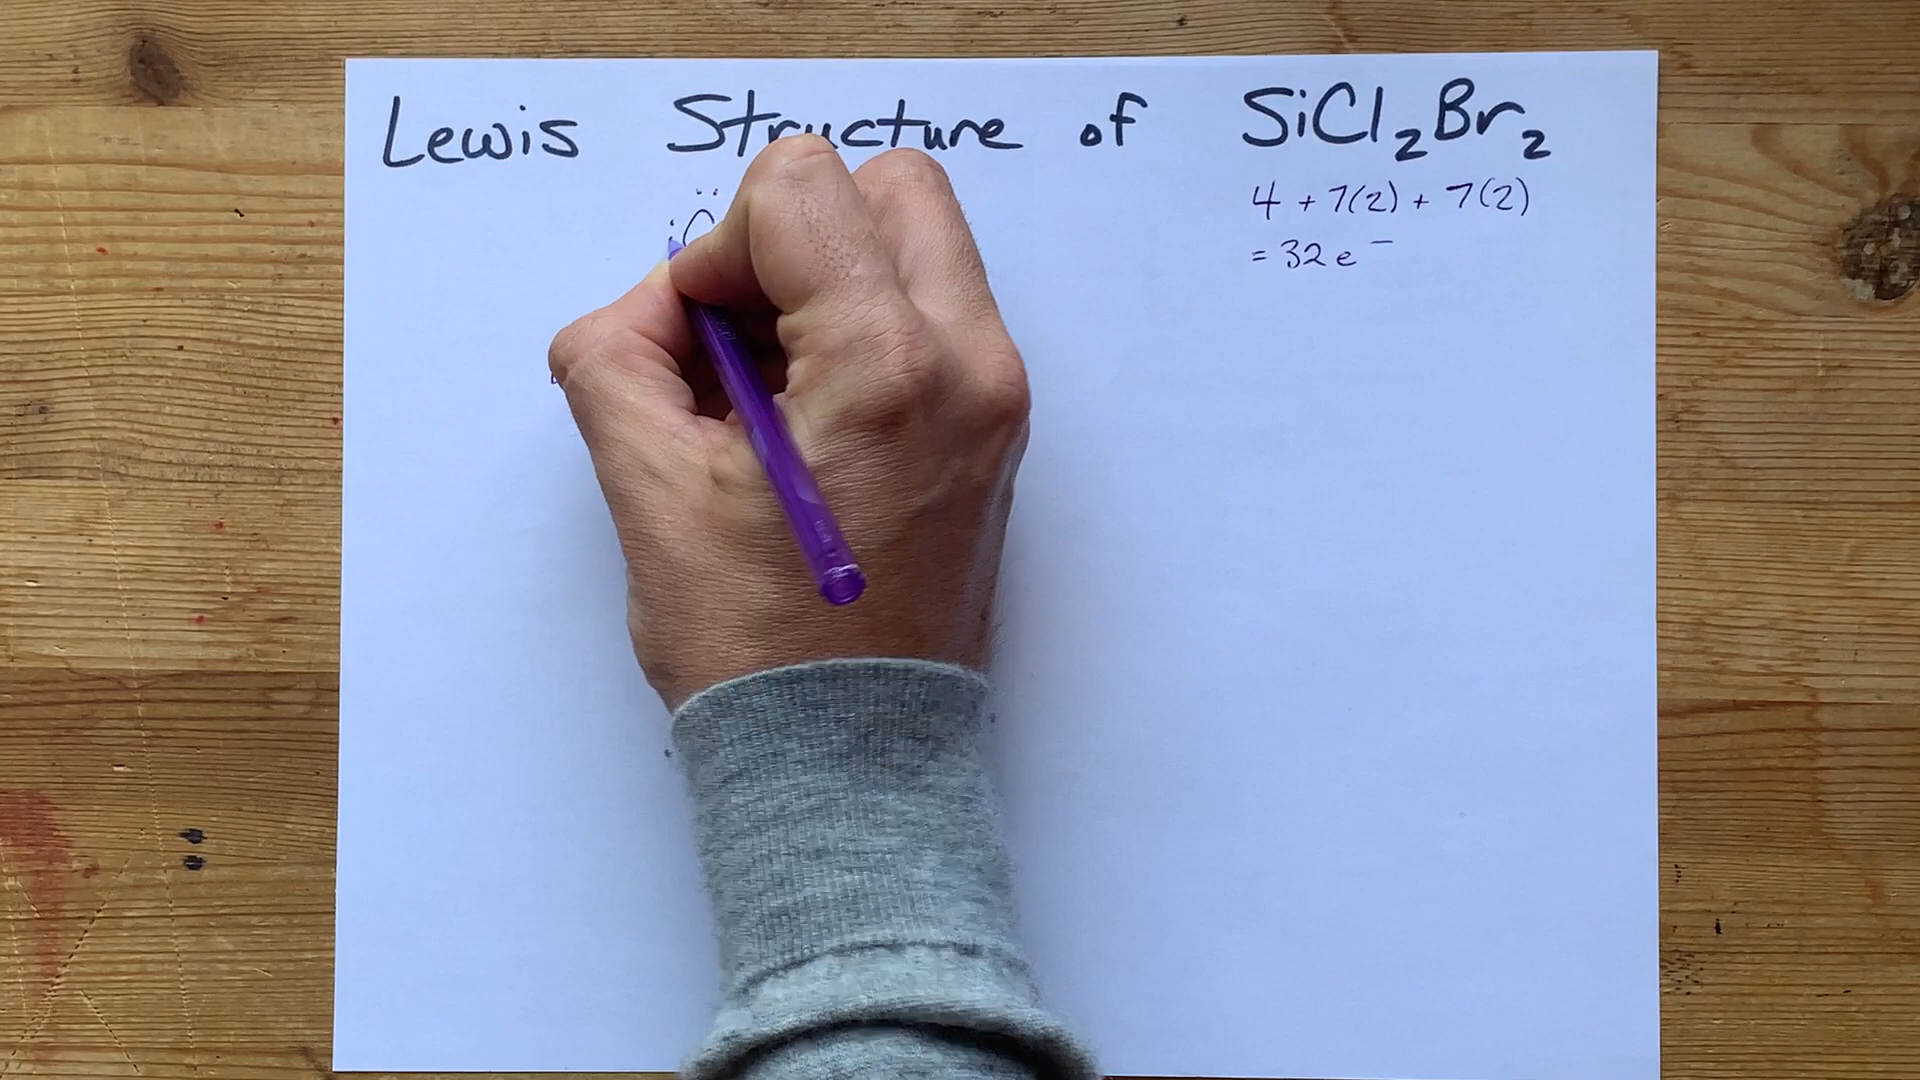 Lewis Structure of SiCl₂Br₂
4 + 7(2) + 7(2)
= 32 e⁻